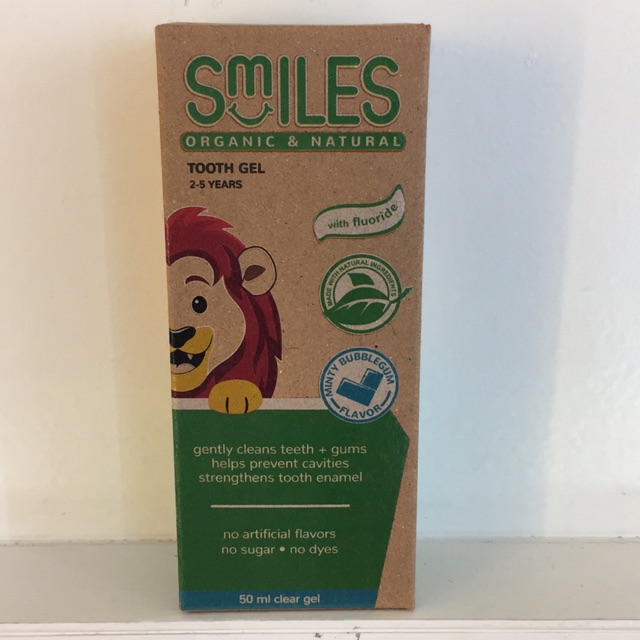 SmILES
ORGANIC & NATURAL
TOOTH GEL
2-5 YEARS
with fluoride
MADE WITH NATURAL INGREDIENTS
MINTY BUBBLEGUM
FLAVOR
gently cleans teeth + gums
helps prevent cavities
strengthens tooth enamel
no artificial flavors
no sugar • no dyes
50 ml clear gel